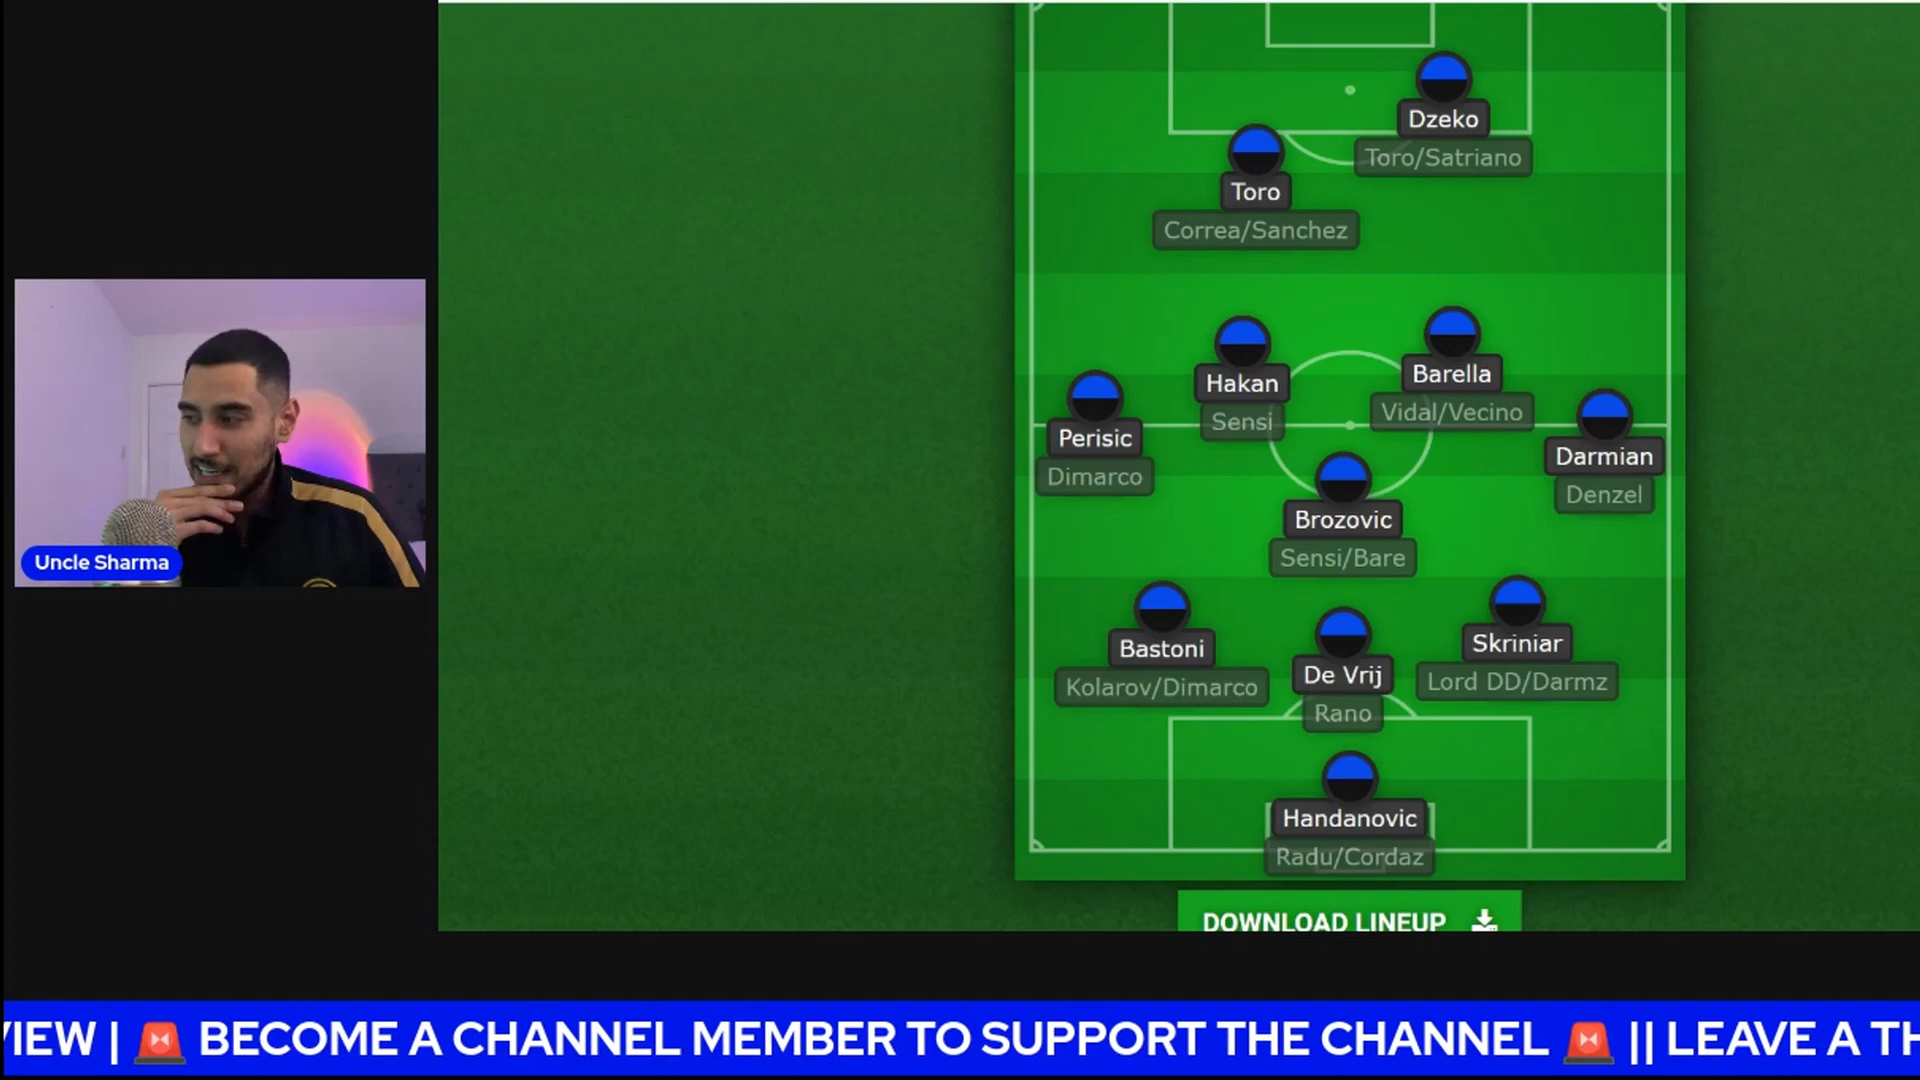 Dzeko
Toro/Satriano
Toro
Correa/Sanchez
Barella
Vidal/Vecino
Hakan
Sensi
Perisic
Dimarco
Darmian
Denzel
Brozovic
Sensi/Bare
Bastoni
Kolarov/Dimarco
De Vrij
Rano
Skriniar
Lord DD/Darmz
Handanovic
Radu/Cordaz
DOWNLOAD LINEUP
Uncle Sharma
VIEW | 🚨 BECOME A CHANNEL MEMBER TO SUPPORT THE CHANNEL 🚨 || LEAVE A TH